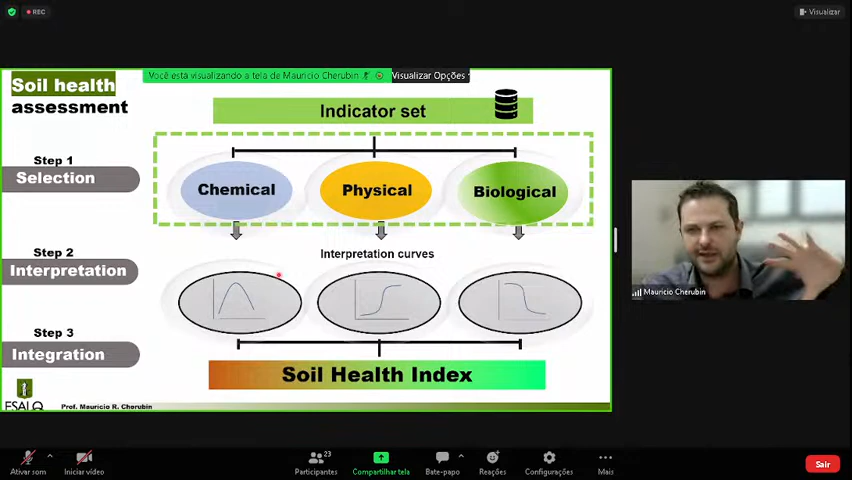 REC
Visualizar
Você está visualizando a tela de Mauricio Cherubin
Visualizar Opções
Soil health
assessment
Indicator set
Step 1
Selection
Chemical
Physical
Biological
Step 2
Interpretation
Interpretation curves
Step 3
Integration
Soil Health Index
ESALQ
Prof. Mauricio R. Cherubin
Mauricio Cherubin
Ativar som
Iniciar vídeo
23
Participantes
Compartilhar tela
Bate-papo
Reações
Configurações
Mais
Sair